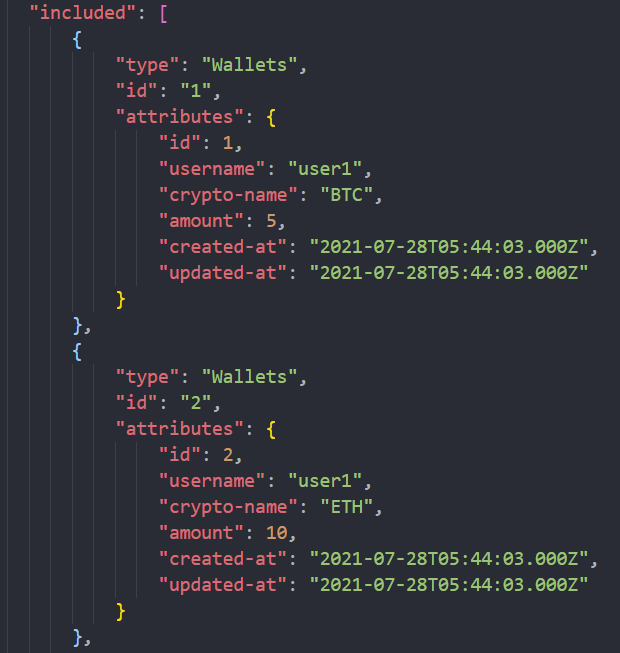 "included": [
{
"type": "Wallets",
"id": "1",
"attributes": {
"id": 1,
"username": "user1",
"crypto-name": "BTC",
"amount": 5,
"created-at": "2021-07-28T05:44:03.000Z",
"updated-at": "2021-07-28T05:44:03.000Z"
}
},
{
"type": "Wallets",
"id": "2",
"attributes": {
"id": 2,
"username": "user1",
"crypto-name": "ETH",
"amount": 10,
"created-at": "2021-07-28T05:44:03.000Z",
"updated-at": "2021-07-28T05:44:03.000Z"
}
},